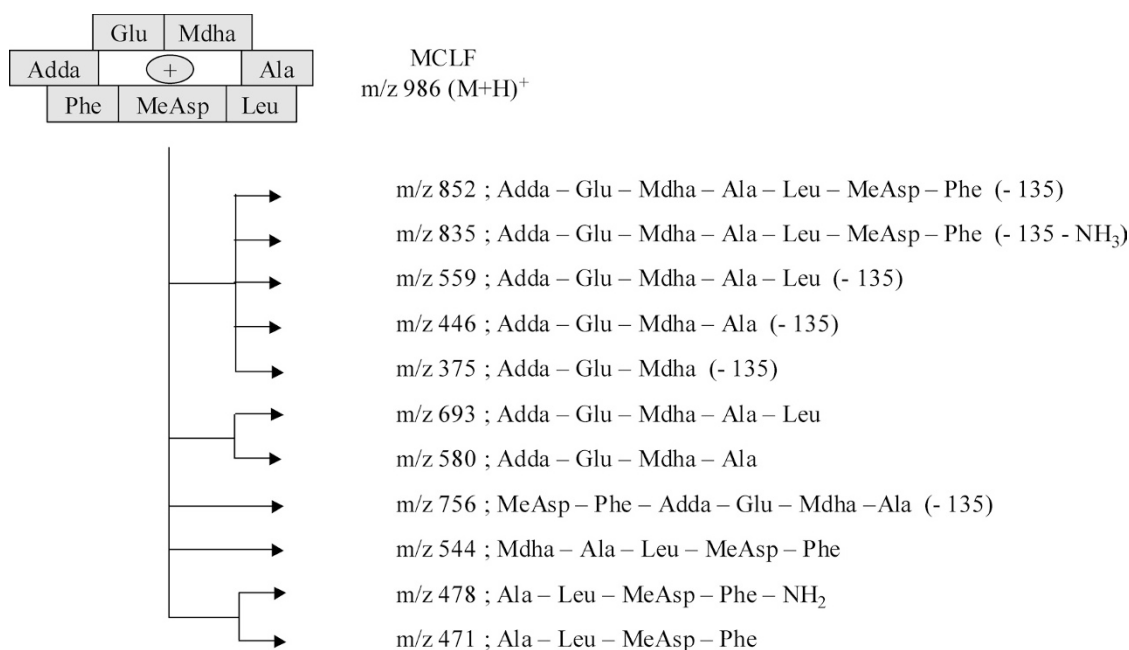 Glu Mdha
Adda + Ala
Phe MeAsp Leu
MCLF
m/z 986 (M+H)⁺
m/z 852 ; Adda – Glu – Mdha – Ala – Leu – MeAsp – Phe (- 135)
m/z 835 ; Adda – Glu – Mdha – Ala – Leu – MeAsp – Phe (- 135 - NH₃)
m/z 559 ; Adda – Glu – Mdha – Ala – Leu (- 135)
m/z 446 ; Adda – Glu – Mdha – Ala (- 135)
m/z 375 ; Adda – Glu – Mdha (- 135)
m/z 693 ; Adda – Glu – Mdha – Ala – Leu
m/z 580 ; Adda – Glu – Mdha – Ala
m/z 756 ; MeAsp – Phe – Adda – Glu – Mdha –Ala (- 135)
m/z 544 ; Mdha – Ala – Leu – MeAsp – Phe
m/z 478 ; Ala – Leu – MeAsp – Phe – NH₂
m/z 471 ; Ala – Leu – MeAsp – Phe